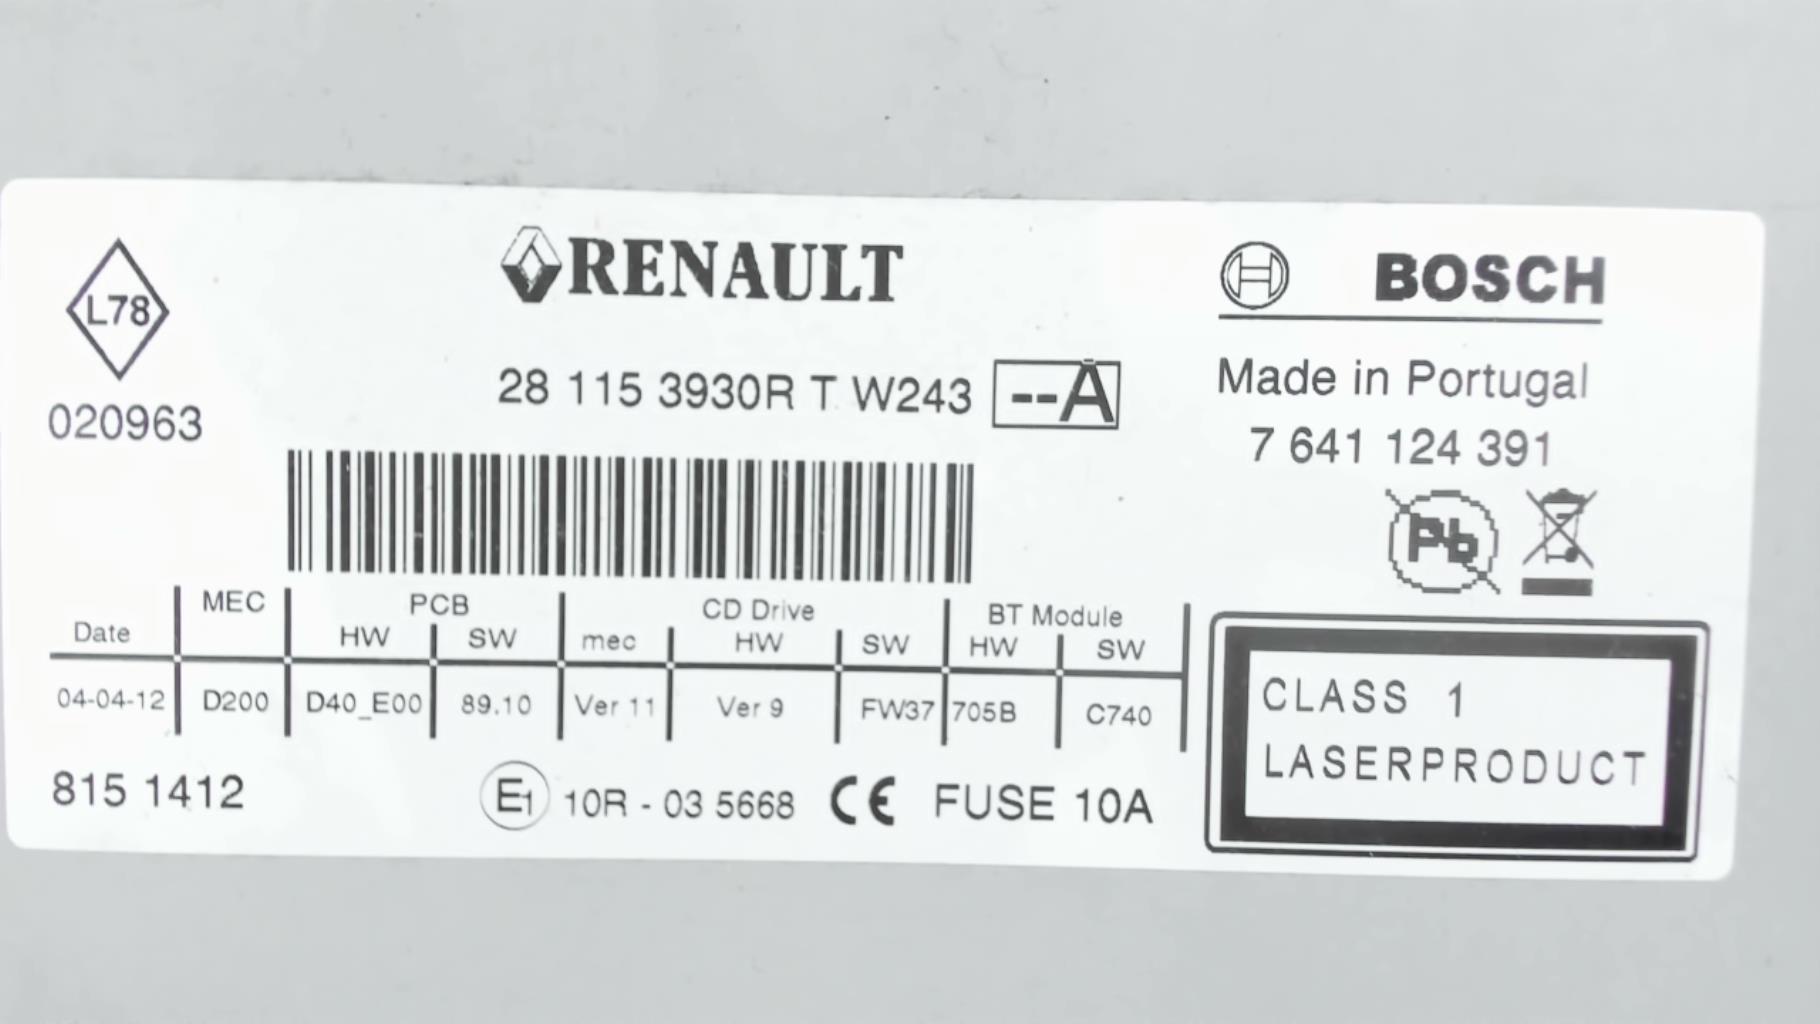 L78
020963
RENAULT
28 115 3930R T W243 --A
BOSCH
Made in Portugal
7 641 124 391
Pb
Date MEC PCB CD Drive BT Module
HW SW mec HW SW HW SW
04-04-12 D200 D40_E00 89.10 Ver 11 Ver 9 FW37 705B C740
815 1412
E1 10R - 03 5668 CE FUSE 10A
CLASS 1
LASERPRODUCT